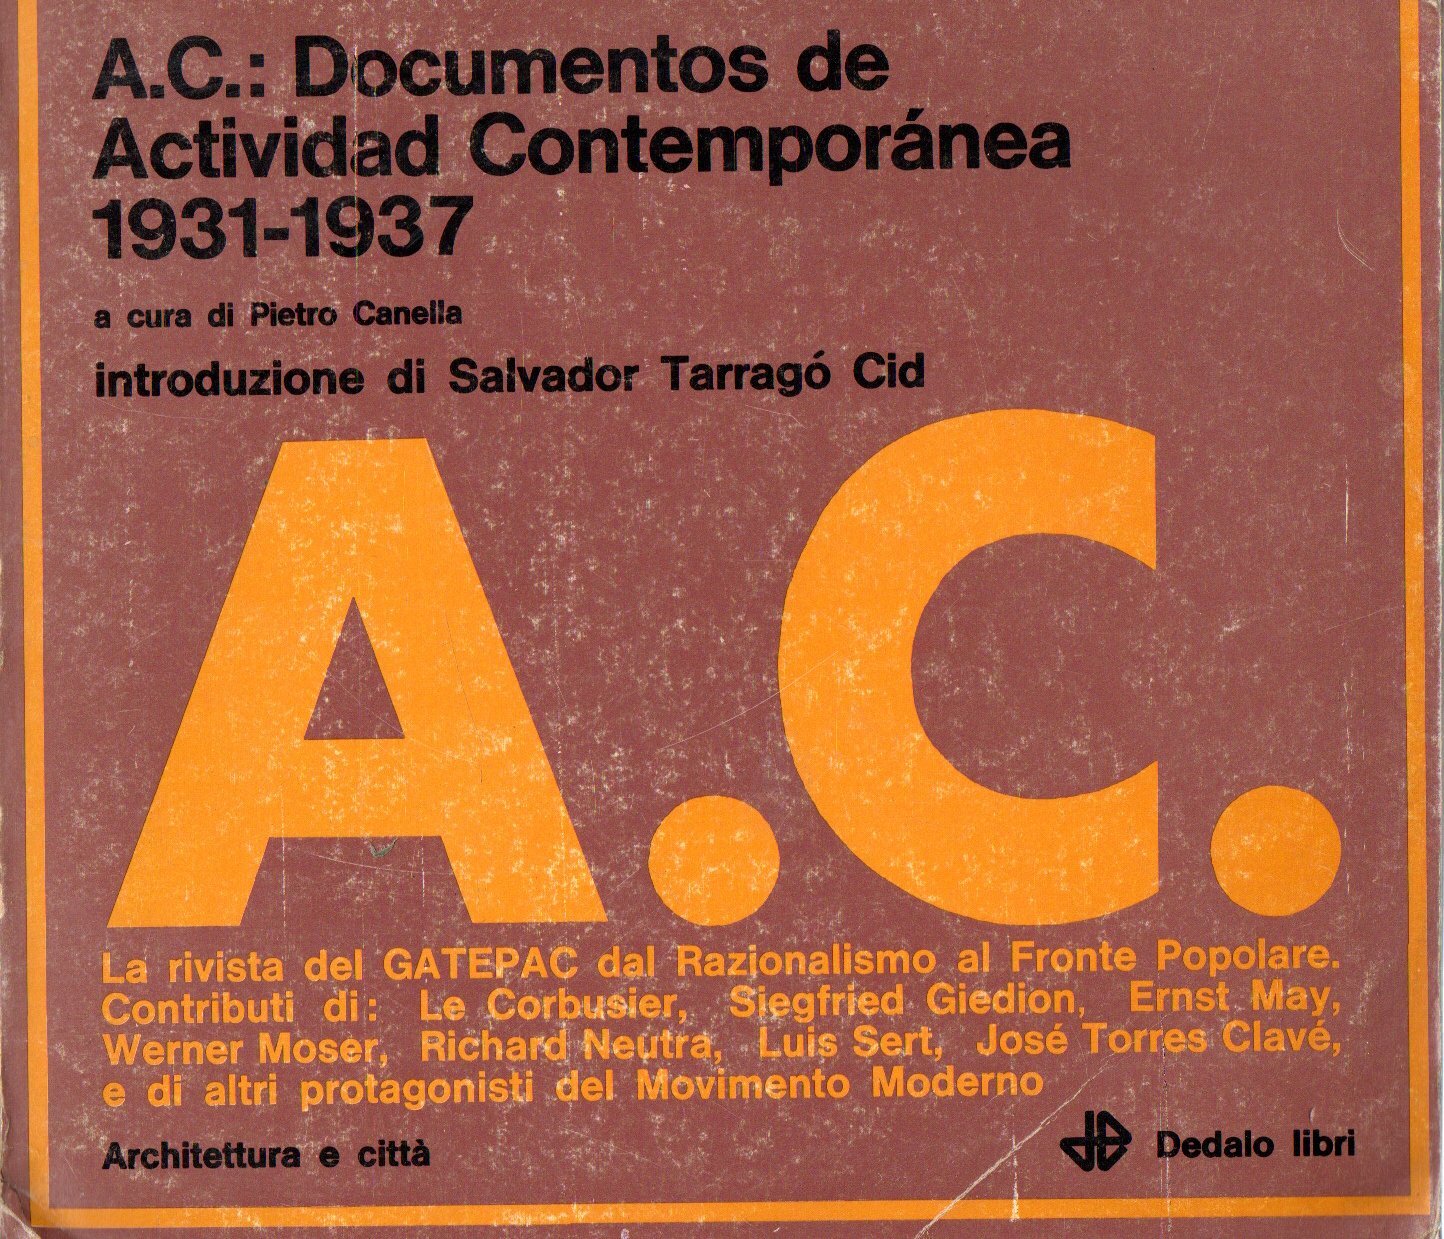 A.C.: Documentos de
Actividad Contemporánea
1931-1937
a cura di Pietro Canella
introduzione di Salvador Tarragó Cid
A.C.
La rivista del GATEPAC dal Razionalismo al Fronte Popolare.
Contributi di: Le Corbusier, Siegfried Giedion, Ernst May,
Werner Moser, Richard Neutra, Luis Sert, José Torres Clavé,
e di altri protagonisti del Movimento Moderno
Architettura e città
Dedalo libri